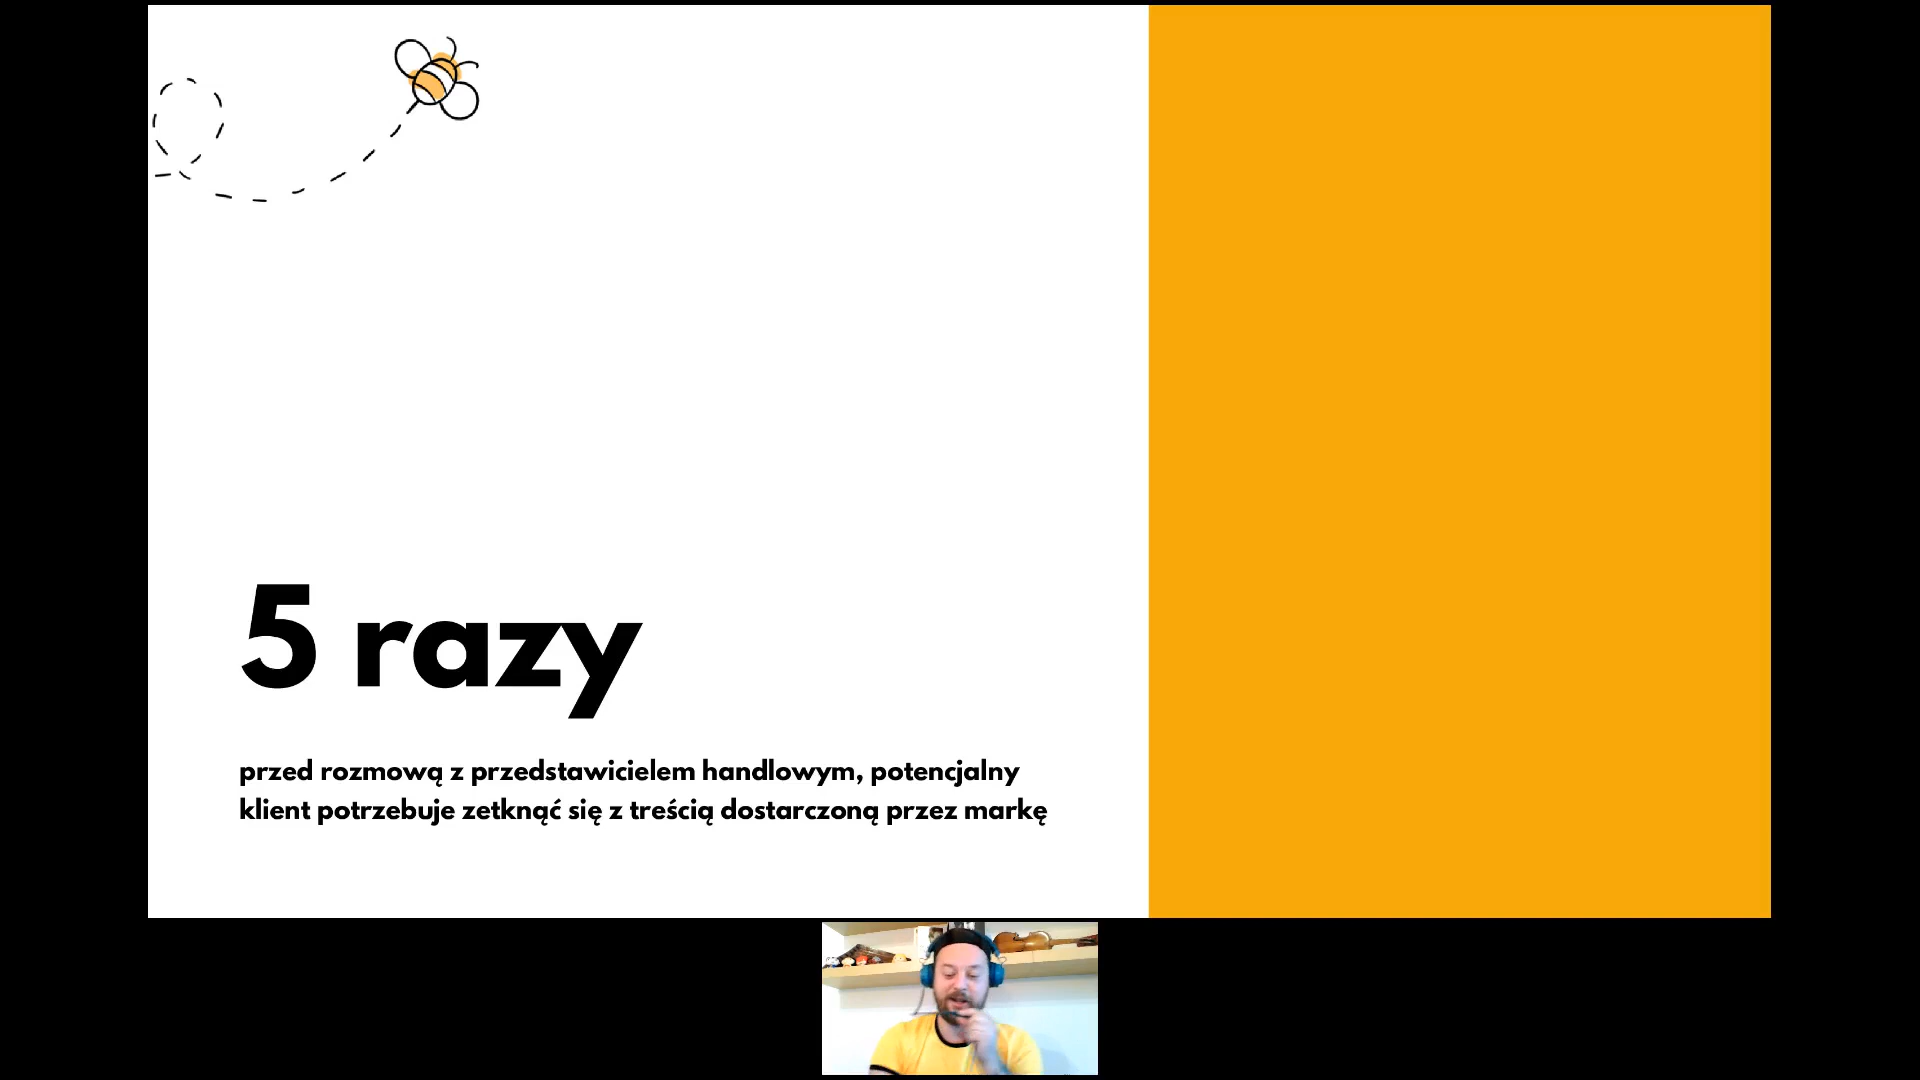 5 razy
przed rozmową z przedstawicielem handlowym, potencjalny
klient potrzebuje zetknąć się z treścią dostarczoną przez markę